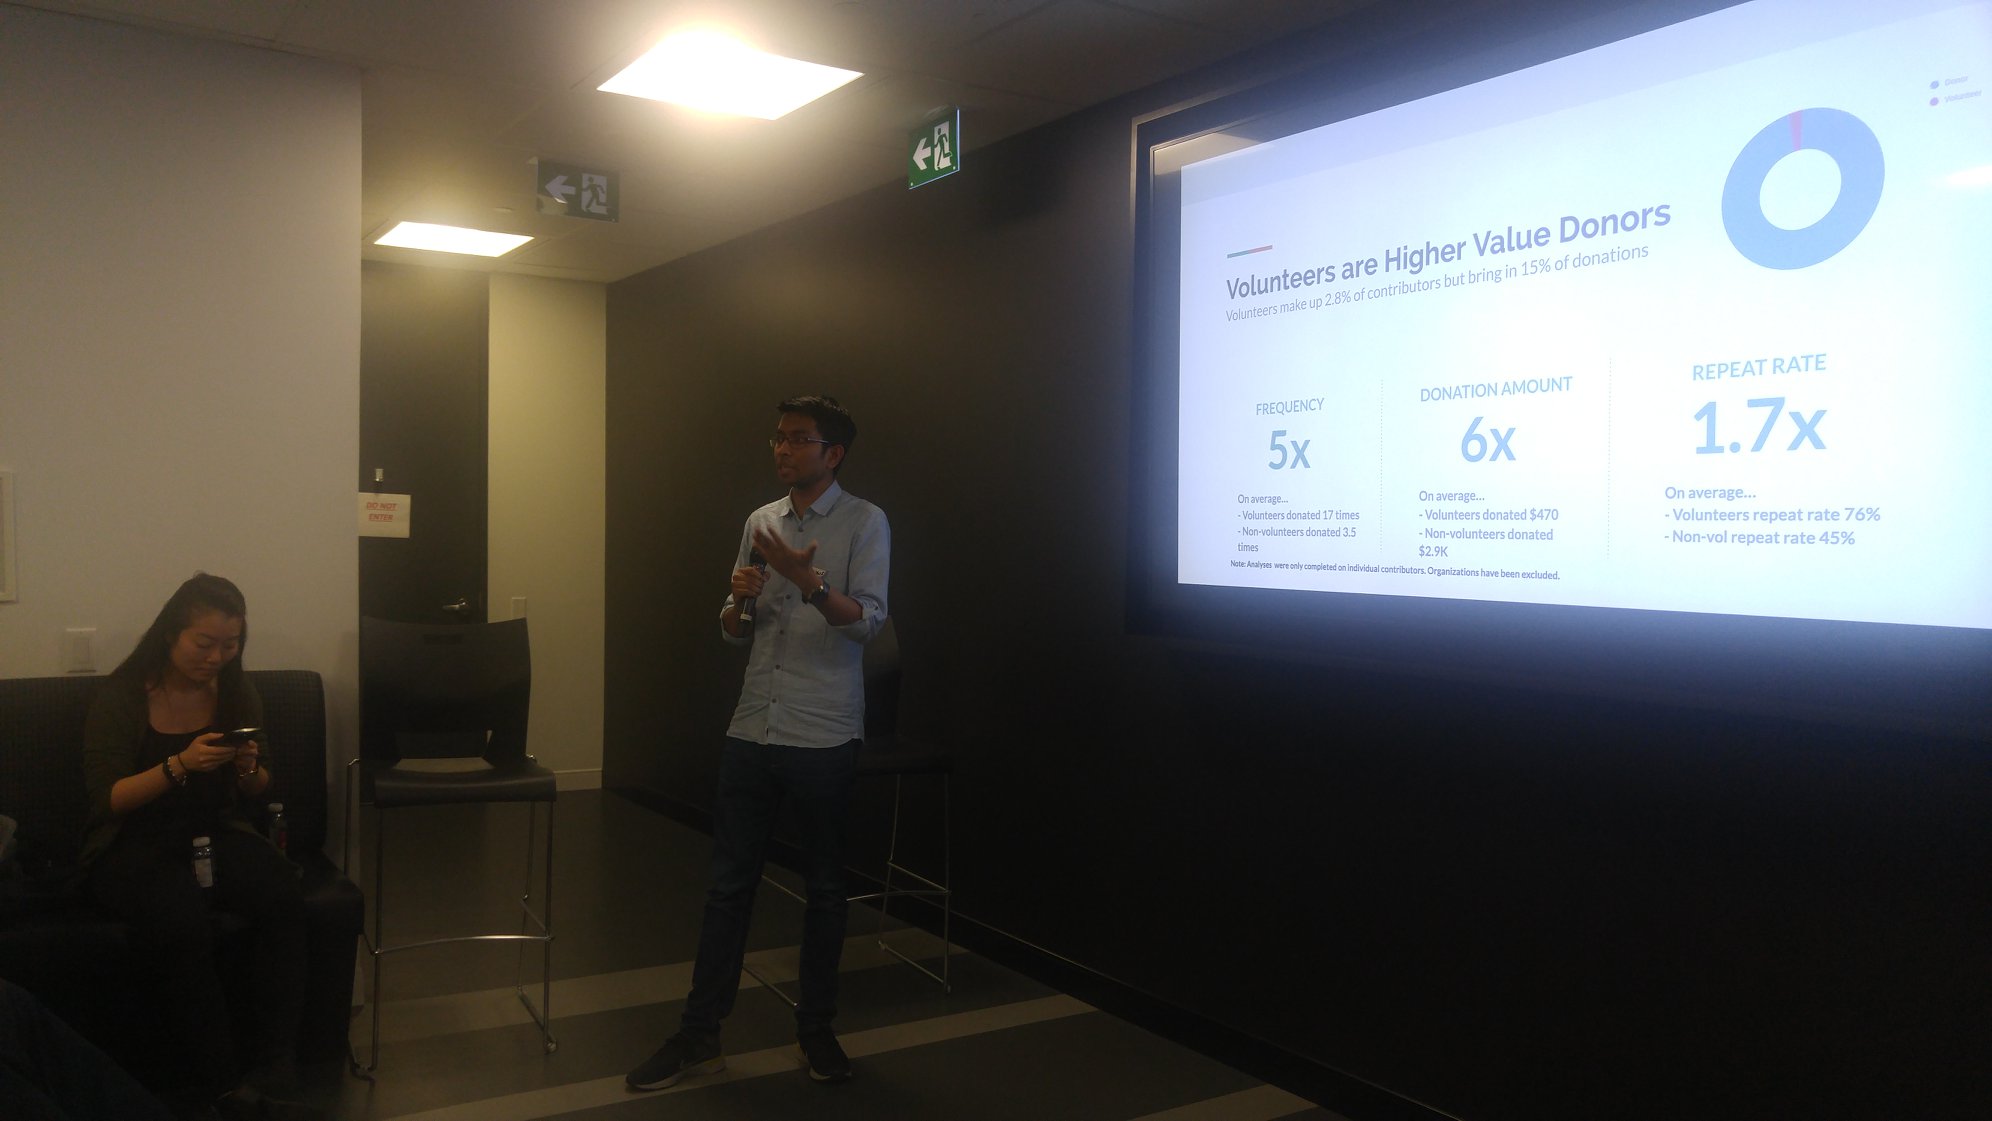 DO NOT
ENTER
Donor
Volunteer
Volunteers are Higher Value Donors
Volunteers make up 2.8% of contributors but bring in 15% of donations
FREQUENCY
5x
On average...
- Volunteers donated 17 times
- Non-volunteers donated 3.5
times
DONATION AMOUNT
6x
On average...
- Volunteers donated $470
- Non-volunteers donated
$2.9K
REPEAT RATE
1.7x
On average...
- Volunteers repeat rate 76%
- Non-vol repeat rate 45%
Note: Analyses were only completed on individual contributors. Organizations have been excluded.